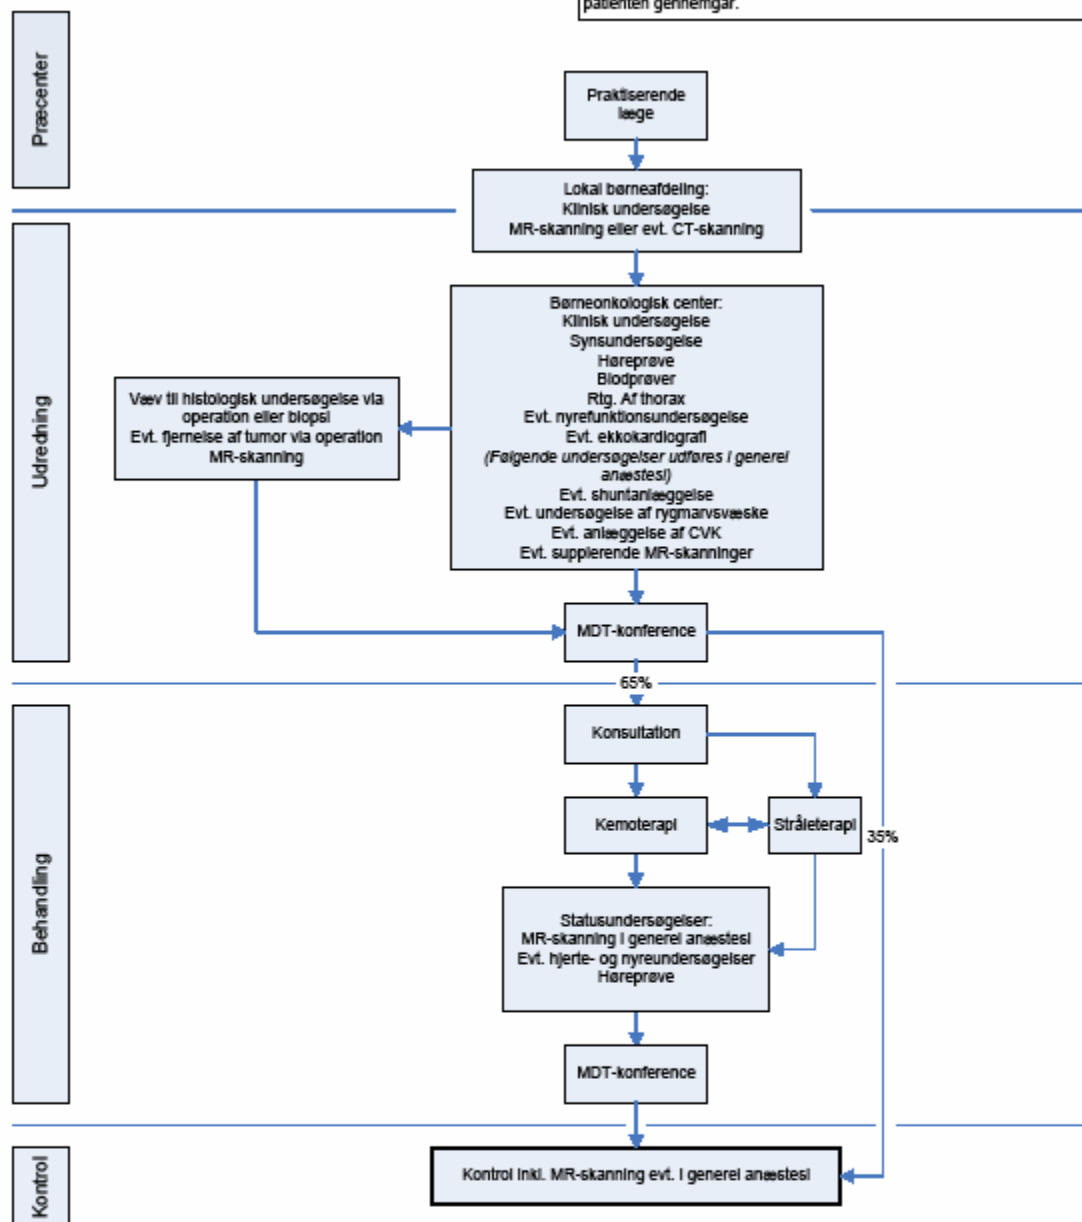 patienten gennemgår.
Præcenter
Praktiserende
læge
Lokal børneafdeling:
Klinisk undersøgelse
MR-skanning eller evt. CT-skanning
Udredning
Børneonkologisk center:
Klinisk undersøgelse
Synsundersøgelse
Høreprøve
Blodprøver
Rtg. Af thorax
Evt. nyrefunktionsundersøgelse
Evt. ekkokardiografi
(Følgende undersøgelser udføres i generel
anæstesi)
Evt. shuntanlæggelse
Evt. undersøgelse af rygmarvsvæske
Evt. anlæggelse af CVK
Evt. supplerende MR-skanninger
Væv til histologisk undersøgelse via
operation eller biopsi
Evt. fjernelse af tumor via operation
MR-skanning
MDT-konference
65%
Behandling
Konsultation
Kemoterapi
Stråleterapi
35%
Statusundersøgelser:
MR-skanning i generel anæstesi
Evt. hjerte- og nyreundersøgelser
Høreprøve
MDT-konference
Kontrol
Kontrol inkl. MR-skanning evt. i generel anæstesi